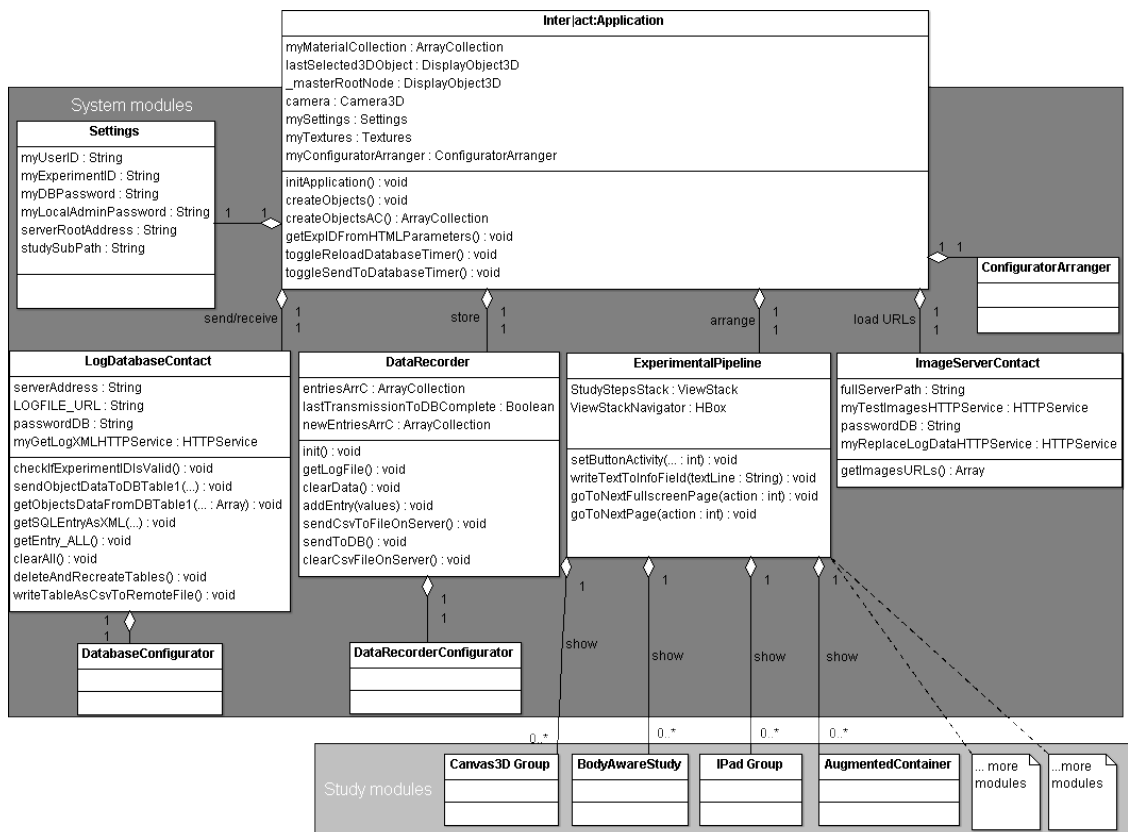 Inter|act:Application
myMaterialCollection : ArrayCollection
lastSelected3DObject : DisplayObject3D
_masterRootNode : DisplayObject3D
camera : Camera3D
mySettings : Settings
myTextures : Textures
myConfiguratorArranger : ConfiguratorArranger
initApplication() : void
createObjects() : void
createObjectsAC() : ArrayCollection
getExpIDFromHTMLParameters() : void
toggleReloadDatabaseTimer() : void
toggleSendToDatabaseTimer() : void
System modules
Settings
myUserID : String
myExperimentID : String
myDBPassword : String
myLocalAdminPassword : String
serverRootAddress : String
studySubPath : String
1 1
1 1
ConfiguratorArranger
send/receive 1
1
store 1
1
arrange 1
1
load URLs 1
1
LogDatabaseContact
serverAddress : String
LOGFILE_URL : String
passwordDB : String
myGetLogXMLHTTPService : HTTPService
checkIfExperimentIDIsValid() : void
sendObjectDataToDBTable1(...) : void
getObjectsDataFromDBTable1(... : Array) : void
getSQLEntryAsXML(...) : void
getEntry_ALL() : void
clearAll() : void
deleteAndRecreateTables() : void
writeTableAsCsvToRemoteFile() : void
DataRecorder
entriesArrC : ArrayCollection
lastTransmissionToDBComplete : Boolean
newEntriesArrC : ArrayCollection
init() : void
getLogFile() : void
clearData() : void
addEntry(values) : void
sendCsvToFileOnServer() : void
sendToDB() : void
clearCsvFileOnServer() : void
ExperimentalPipeline
StudyStepsStack : ViewStack
ViewStackNavigator : HBox
setButtonActivity(... : int) : void
writeTextToInfoField(textLine : String) : void
goToNextFullscreenPage(action : int) : void
goToNextPage(action : int) : void
ImageServerContact
fullServerPath : String
myTestImagesHTTPService : HTTPService
passwordDB : String
myReplaceLogDataHTTPService : HTTPService
getImagesURLs() : Array
1
1
DatabaseConfigurator
1
1
DataRecorderConfigurator
1
show
1
show
1
show
1
show
0..*
0..*
0..*
0..*
Study modules
Canvas3D Group
BodyAwareStudy
IPad Group
AugmentedContainer
... more
modules
...more
modules